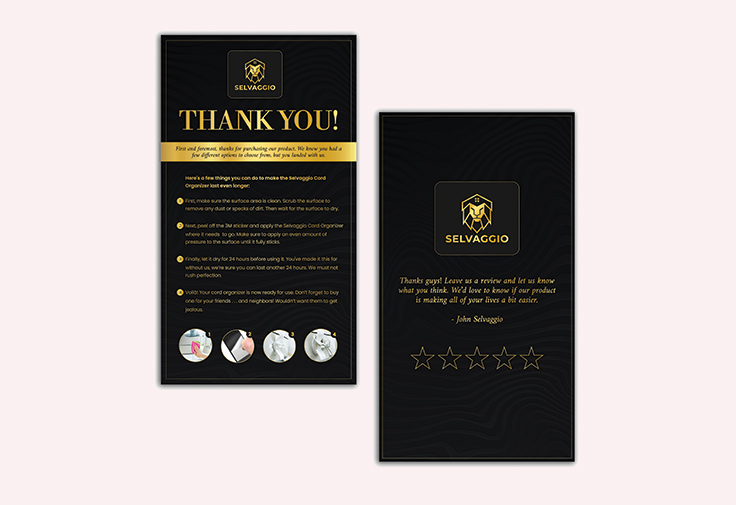 SELVAGGIO
THANK YOU!
First and foremost, thanks for purchasing our product. We know you had a
few different options to choose from, but you landed with us.
Here's a few things you can do to make the Selvaggio Cord
Organizer last even longer:
1 First, make sure the surface area is clean. Scrub the surface to
remove any dust or specks of dirt. Then wait for the surface to dry.
2 Next, peel off the 3M sticker and apply the Selvaggio Cord Organizer
where it needs to go. Make sure to apply an even amount of
pressure to the surface until it fully sticks.
3 Finally, let it dry for 24 hours before using it. You've made it this far
without us, we're sure you can last another 24 hours. We must not
rush perfection.
4 Voilà! Your cord organizer is now ready for use. Don't forget to buy
one for your friends . . . and neighbors! Wouldn't want them to get
jealous.
1 2 3 4
SELVAGGIO
Thanks guys! Leave us a review and let us know
what you think. We'd love to know if our product
is making all of your lives a bit easier.
- John Selvaggio